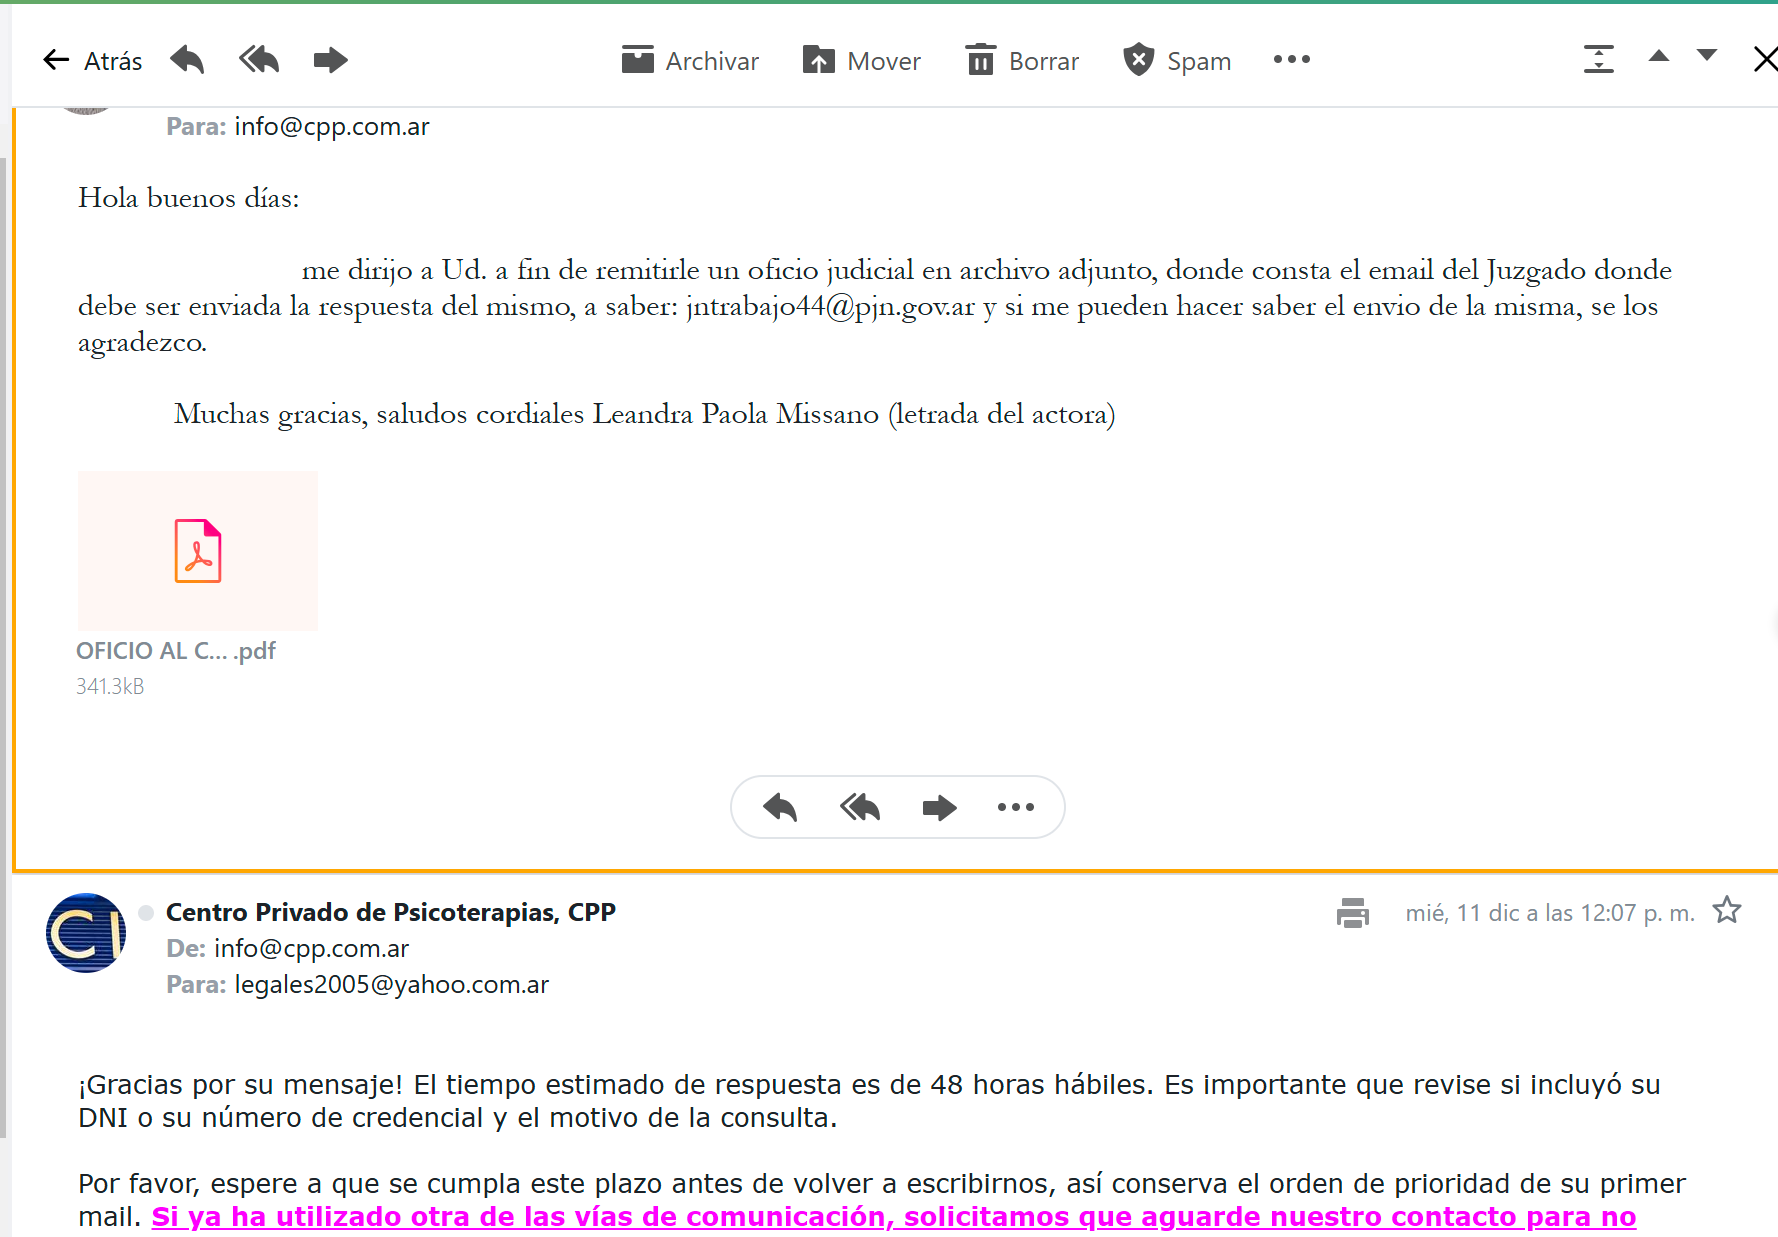 Atrás
Archivar
Mover
Borrar
Spam
Para: info@cpp.com.ar
Hola buenos días:
me dirijo a Ud. a fin de remitirle un oficio judicial en archivo adjunto, donde consta el email del Juzgado donde
debe ser enviada la respuesta del mismo, a saber: jntrabajo44@pjn.gov.ar y si me pueden hacer saber el envio de la misma, se los
agradezco.
Muchas gracias, saludos cordiales Leandra Paola Missano (letrada del actora)
OFICIO AL C... .pdf
341.3kB
CI
Centro Privado de Psicoterapias, CPP
mié, 11 dic a las 12:07 p. m.
De: info@cpp.com.ar
Para: legales2005@yahoo.com.ar
¡Gracias por su mensaje! El tiempo estimado de respuesta es de 48 horas hábiles. Es importante que revise si incluyó su
DNI o su número de credencial y el motivo de la consulta.
Por favor, espere a que se cumpla este plazo antes de volver a escribirnos, así conserva el orden de prioridad de su primer
mail. Si ya ha utilizado otra de las vías de comunicación, solicitamos que aguarde nuestro contacto para no